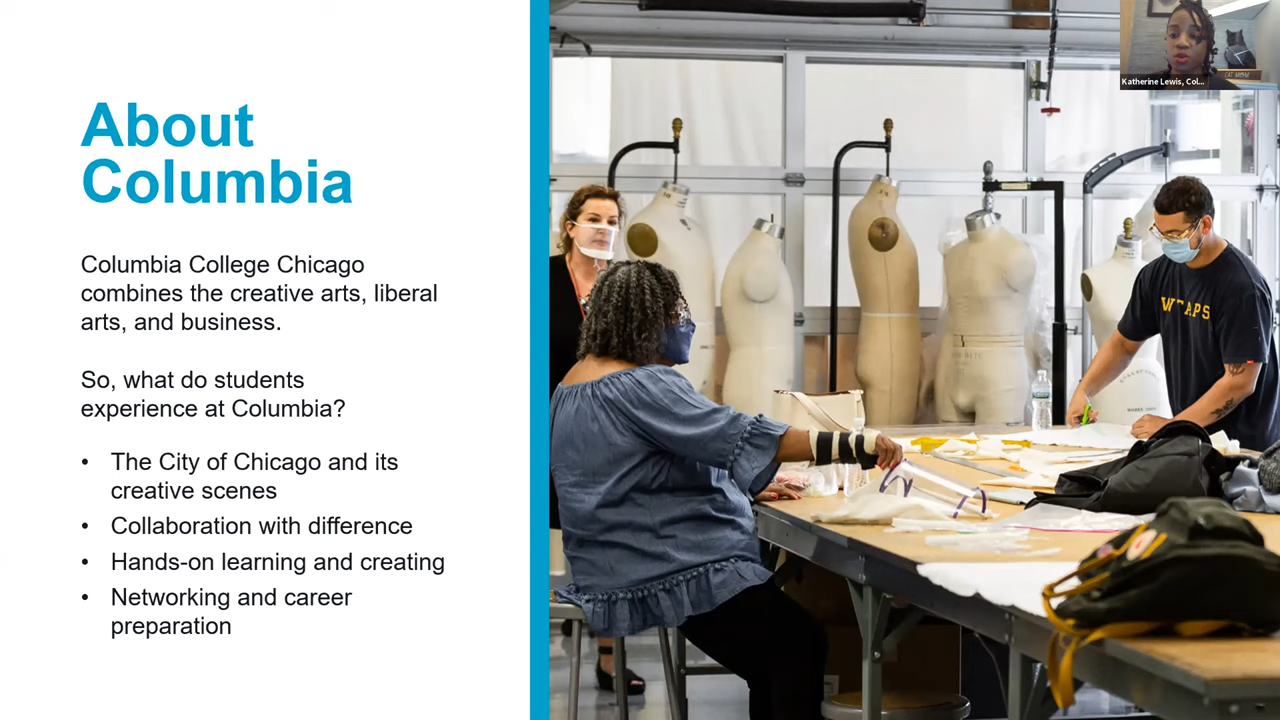 About
Columbia
Columbia College Chicago
combines the creative arts, liberal
arts, and business.
So, what do students
experience at Columbia?
• The City of Chicago and its
creative scenes
• Collaboration with difference
• Hands-on learning and creating
• Networking and career
preparation
Katherine Lewis, Col...
CAT MOM